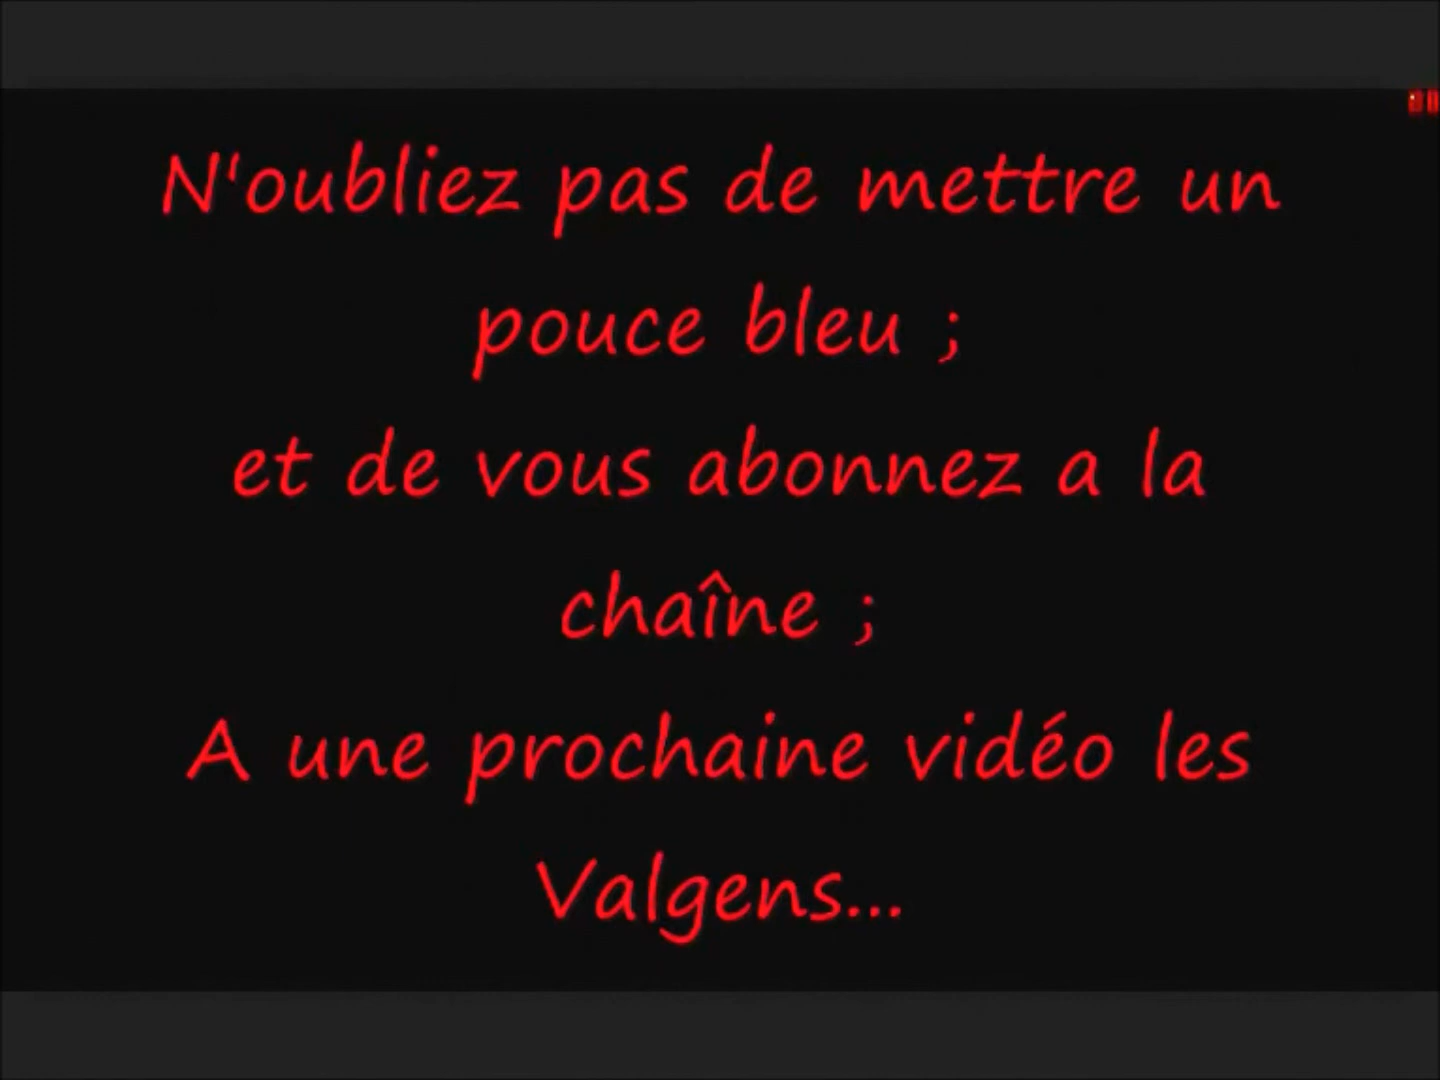 N'oubliez pas de mettre un
pouce bleu ;
et de vous abonnez a la
chaîne ;
A une prochaine vidéo les
Valgens...